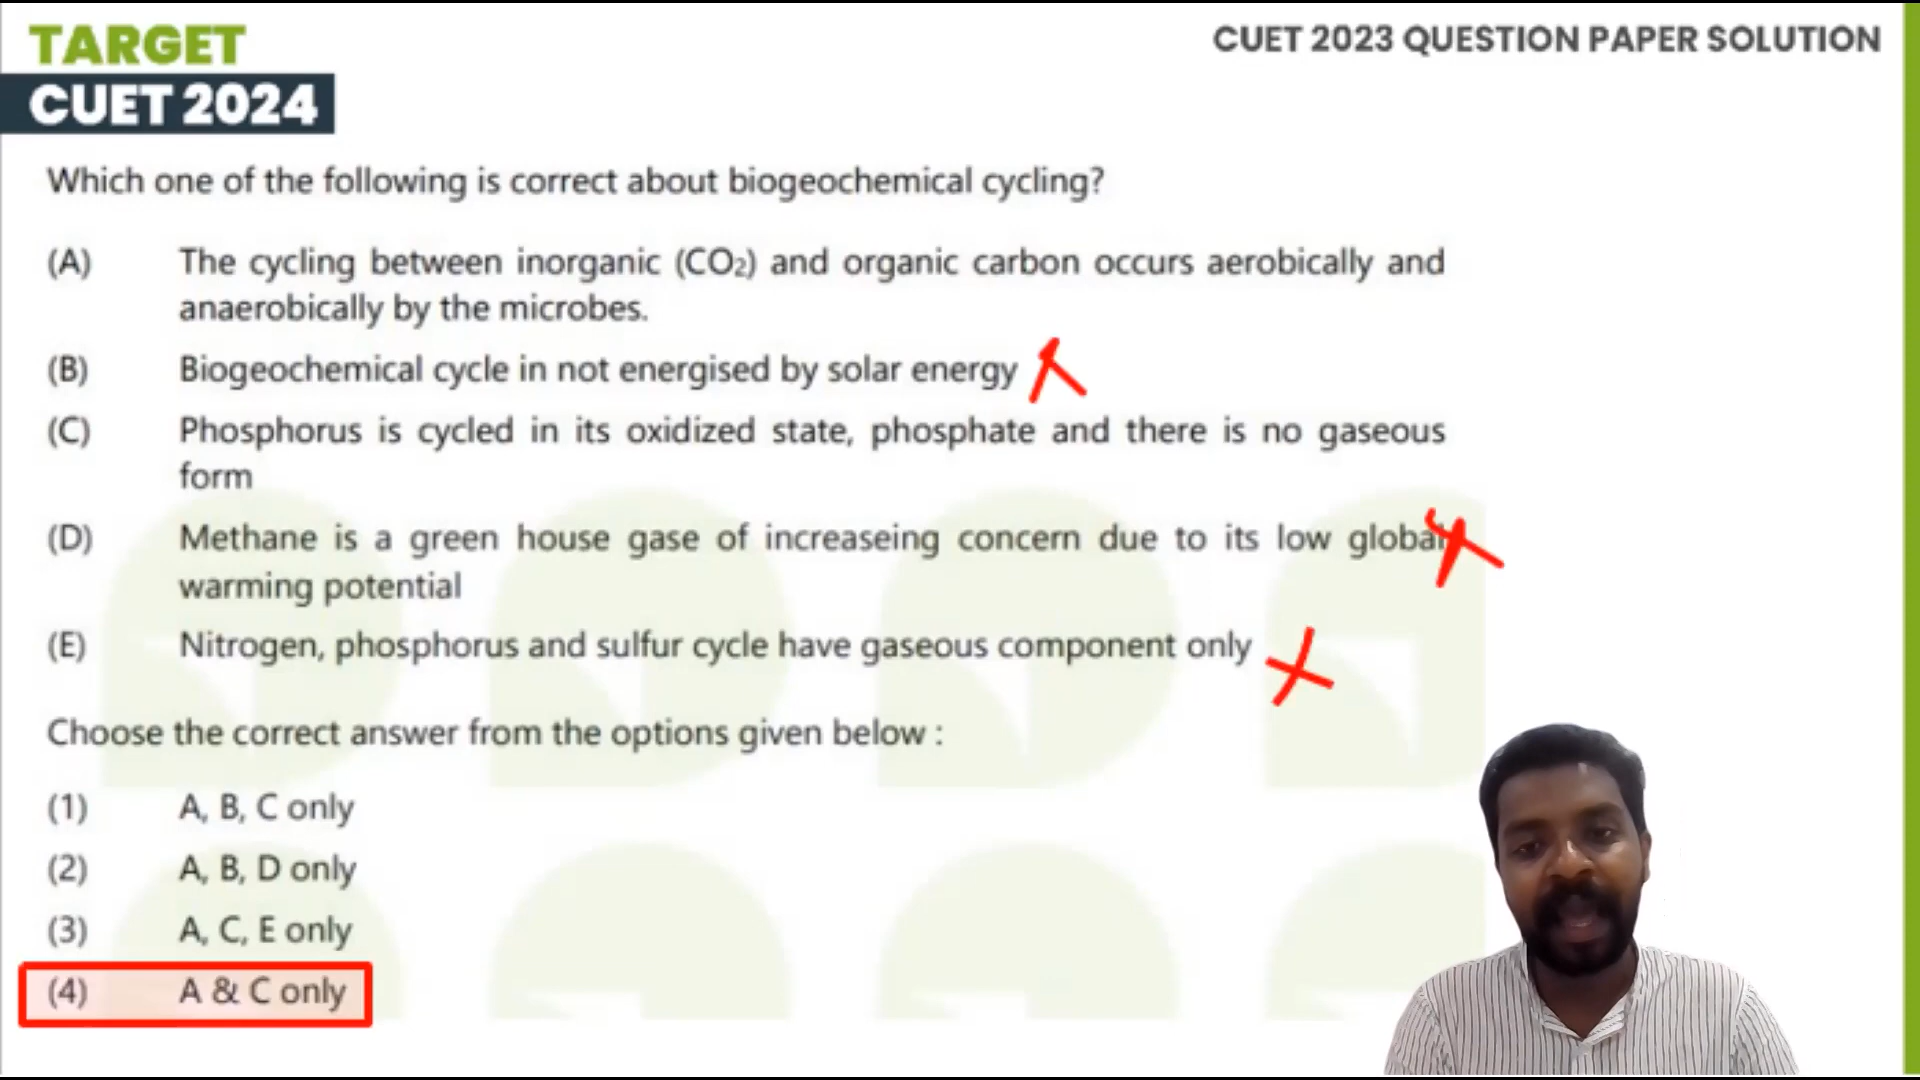 TARGET
CUET 2024
CUET 2023 QUESTION PAPER SOLUTION
Which one of the following is correct about biogeochemical cycling?
(A) The cycling between inorganic (CO₂) and organic carbon occurs aerobically and
anaerobically by the microbes.
(B) Biogeochemical cycle in not energised by solar energy
(C) Phosphorus is cycled in its oxidized state, phosphate and there is no gaseous
form
(D) Methane is a green house gase of increaseing concern due to its low global
warming potential
(E) Nitrogen, phosphorus and sulfur cycle have gaseous component only
Choose the correct answer from the options given below :
(1) A, B, C only
(2) A, B, D only
(3) A, C, E only
(4) A & C only